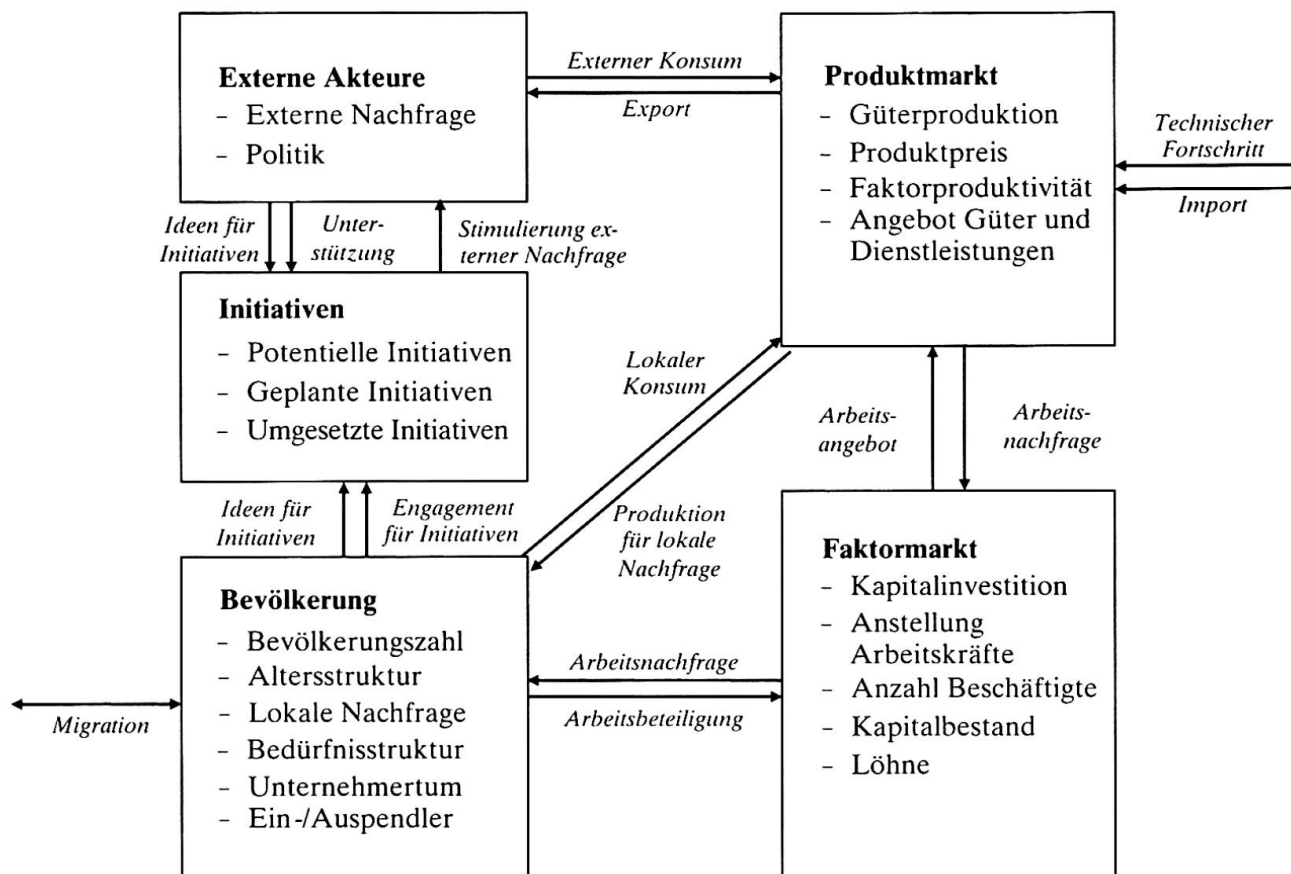 Externe Akteure
- Externe Nachfrage
- Politik
Externer Konsum
Export
Produktmarkt
- Güterproduktion
- Produktpreis
- Faktorproduktivität
- Angebot Güter und
Dienstleistungen
Technischer
Fortschritt
Import
Ideen für
Initiativen
Unter-
stützung
Stimulierung ex-
terner Nachfrage
Initiativen
- Potentielle Initiativen
- Geplante Initiativen
- Umgesetzte Initiativen
Lokaler
Konsum
Arbeits-
angebot
Arbeits-
nachfrage
Ideen für
Initiativen
Engagement
für Initiativen
Produktion
für lokale
Nachfrage
Bevölkerung
- Bevölkerungszahl
- Altersstruktur
- Lokale Nachfrage
- Bedürfnisstruktur
- Unternehmertum
- Ein-/Auspendler
Migration
Arbeitsnachfrage
Arbeitsbeteiligung
Faktormarkt
- Kapitalinvestition
- Anstellung
Arbeitskräfte
- Anzahl Beschäftigte
- Kapitalbestand
- Löhne